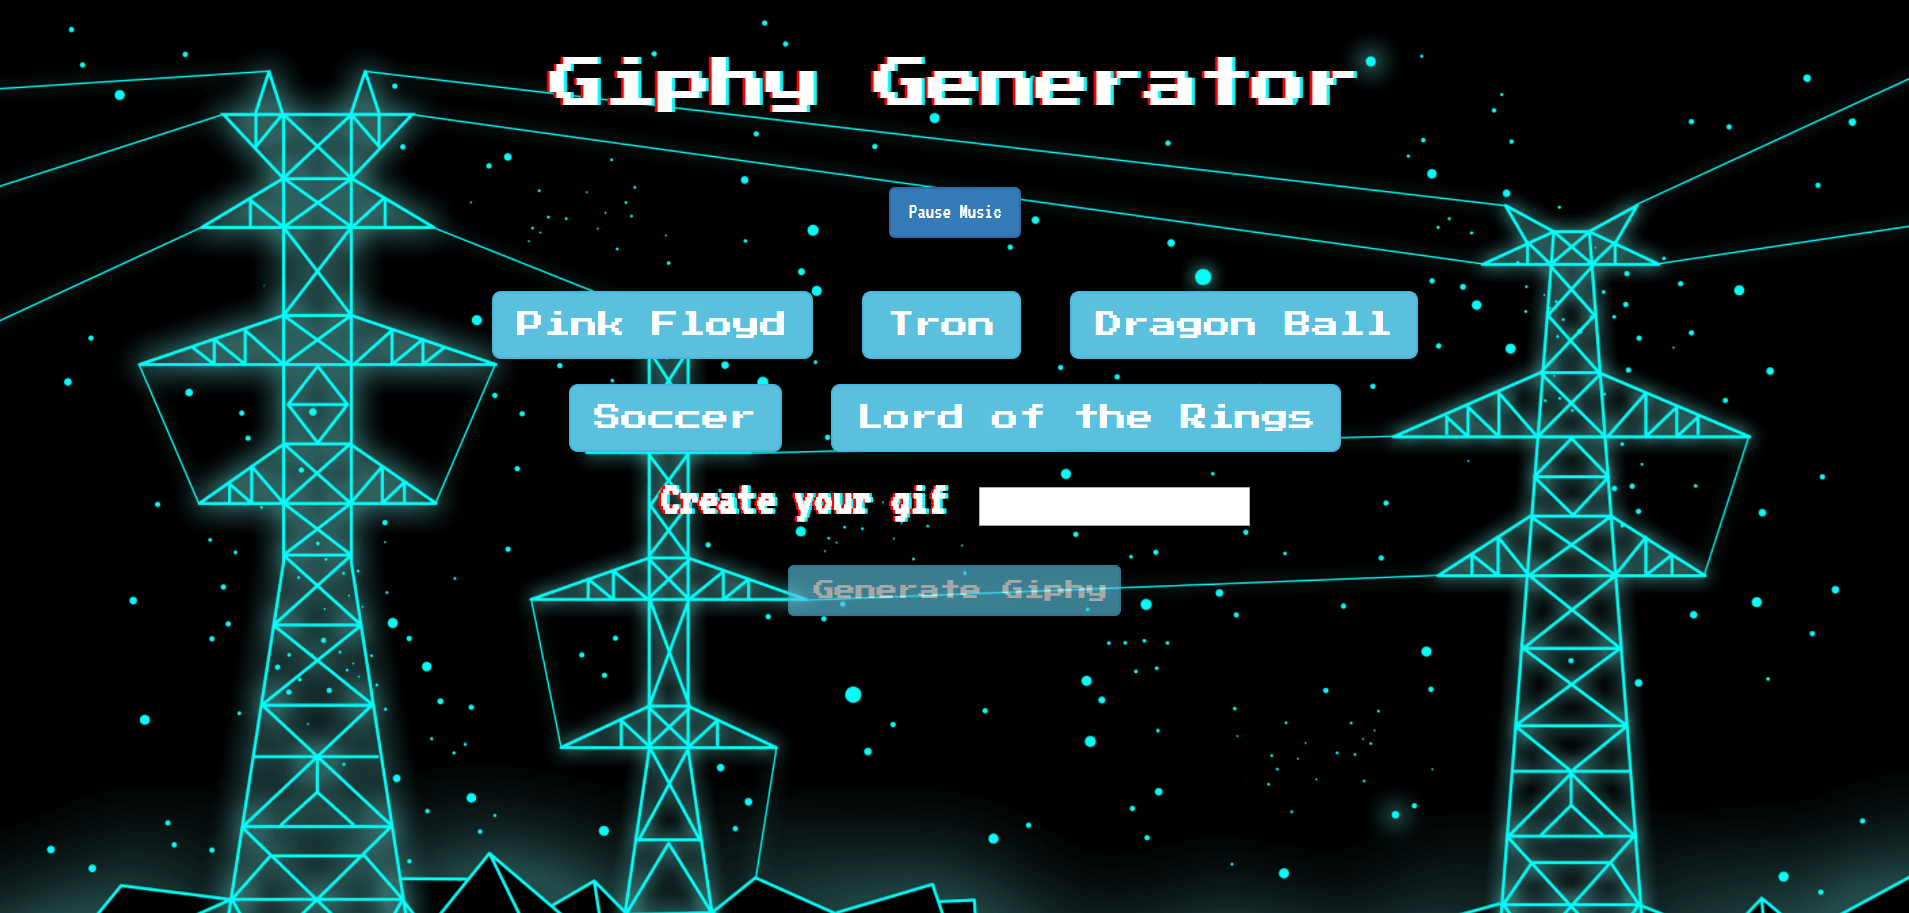 Giphy Generator
Pause Music
Pink Floyd Tron Dragon Ball
Soccer Lord of the Rings
Create your gif
Generate Giphy